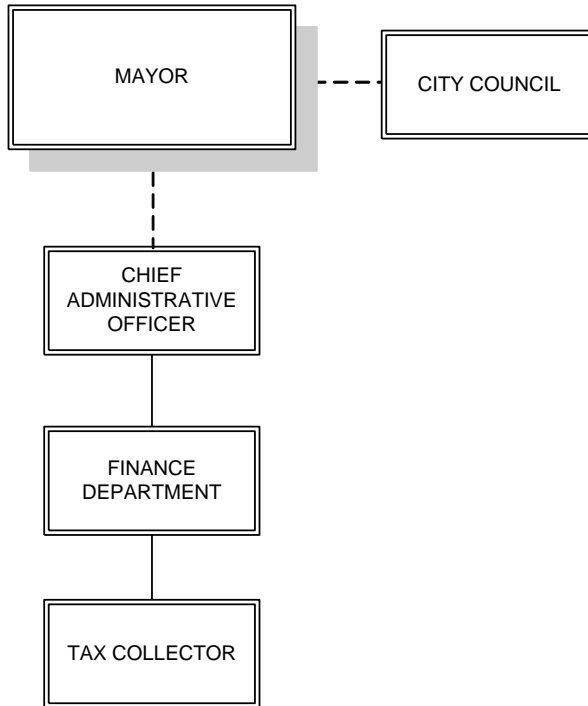 MAYOR
CITY COUNCIL
CHIEF
ADMINISTRATIVE
OFFICER
FINANCE
DEPARTMENT
TAX COLLECTOR